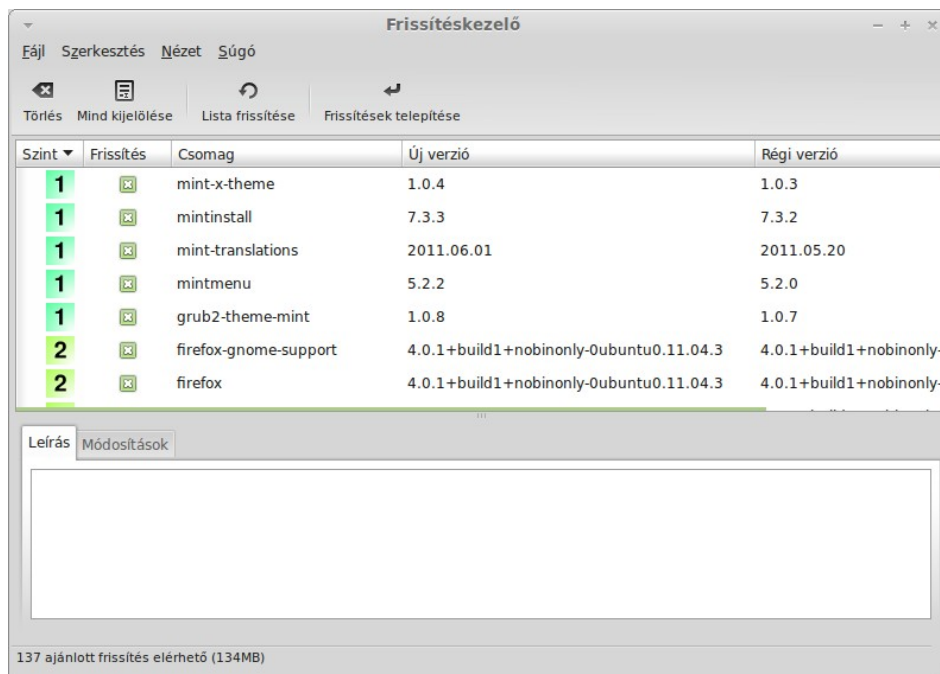 Frissítéskezelő
Fájl Szerkesztés Nézet Súgó
Törlés Mind kijelölése Lista frissítése Frissítések telepítése
Szint Frissítés Csomag Új verzió Régi verzió
1 mint-x-theme 1.0.4 1.0.3
1 mintinstall 7.3.3 7.3.2
1 mint-translations 2011.06.01 2011.05.20
1 mintmenu 5.2.2 5.2.0
1 grub2-theme-mint 1.0.8 1.0.7
2 firefox-gnome-support 4.0.1+build1+nobinonly-0ubuntu0.11.04.3 4.0.1+build1+nobinonly-
2 firefox 4.0.1+build1+nobinonly-0ubuntu0.11.04.3 4.0.1+build1+nobinonly-
Leírás Módosítások
137 ajánlott frissítés elérhető (134MB)